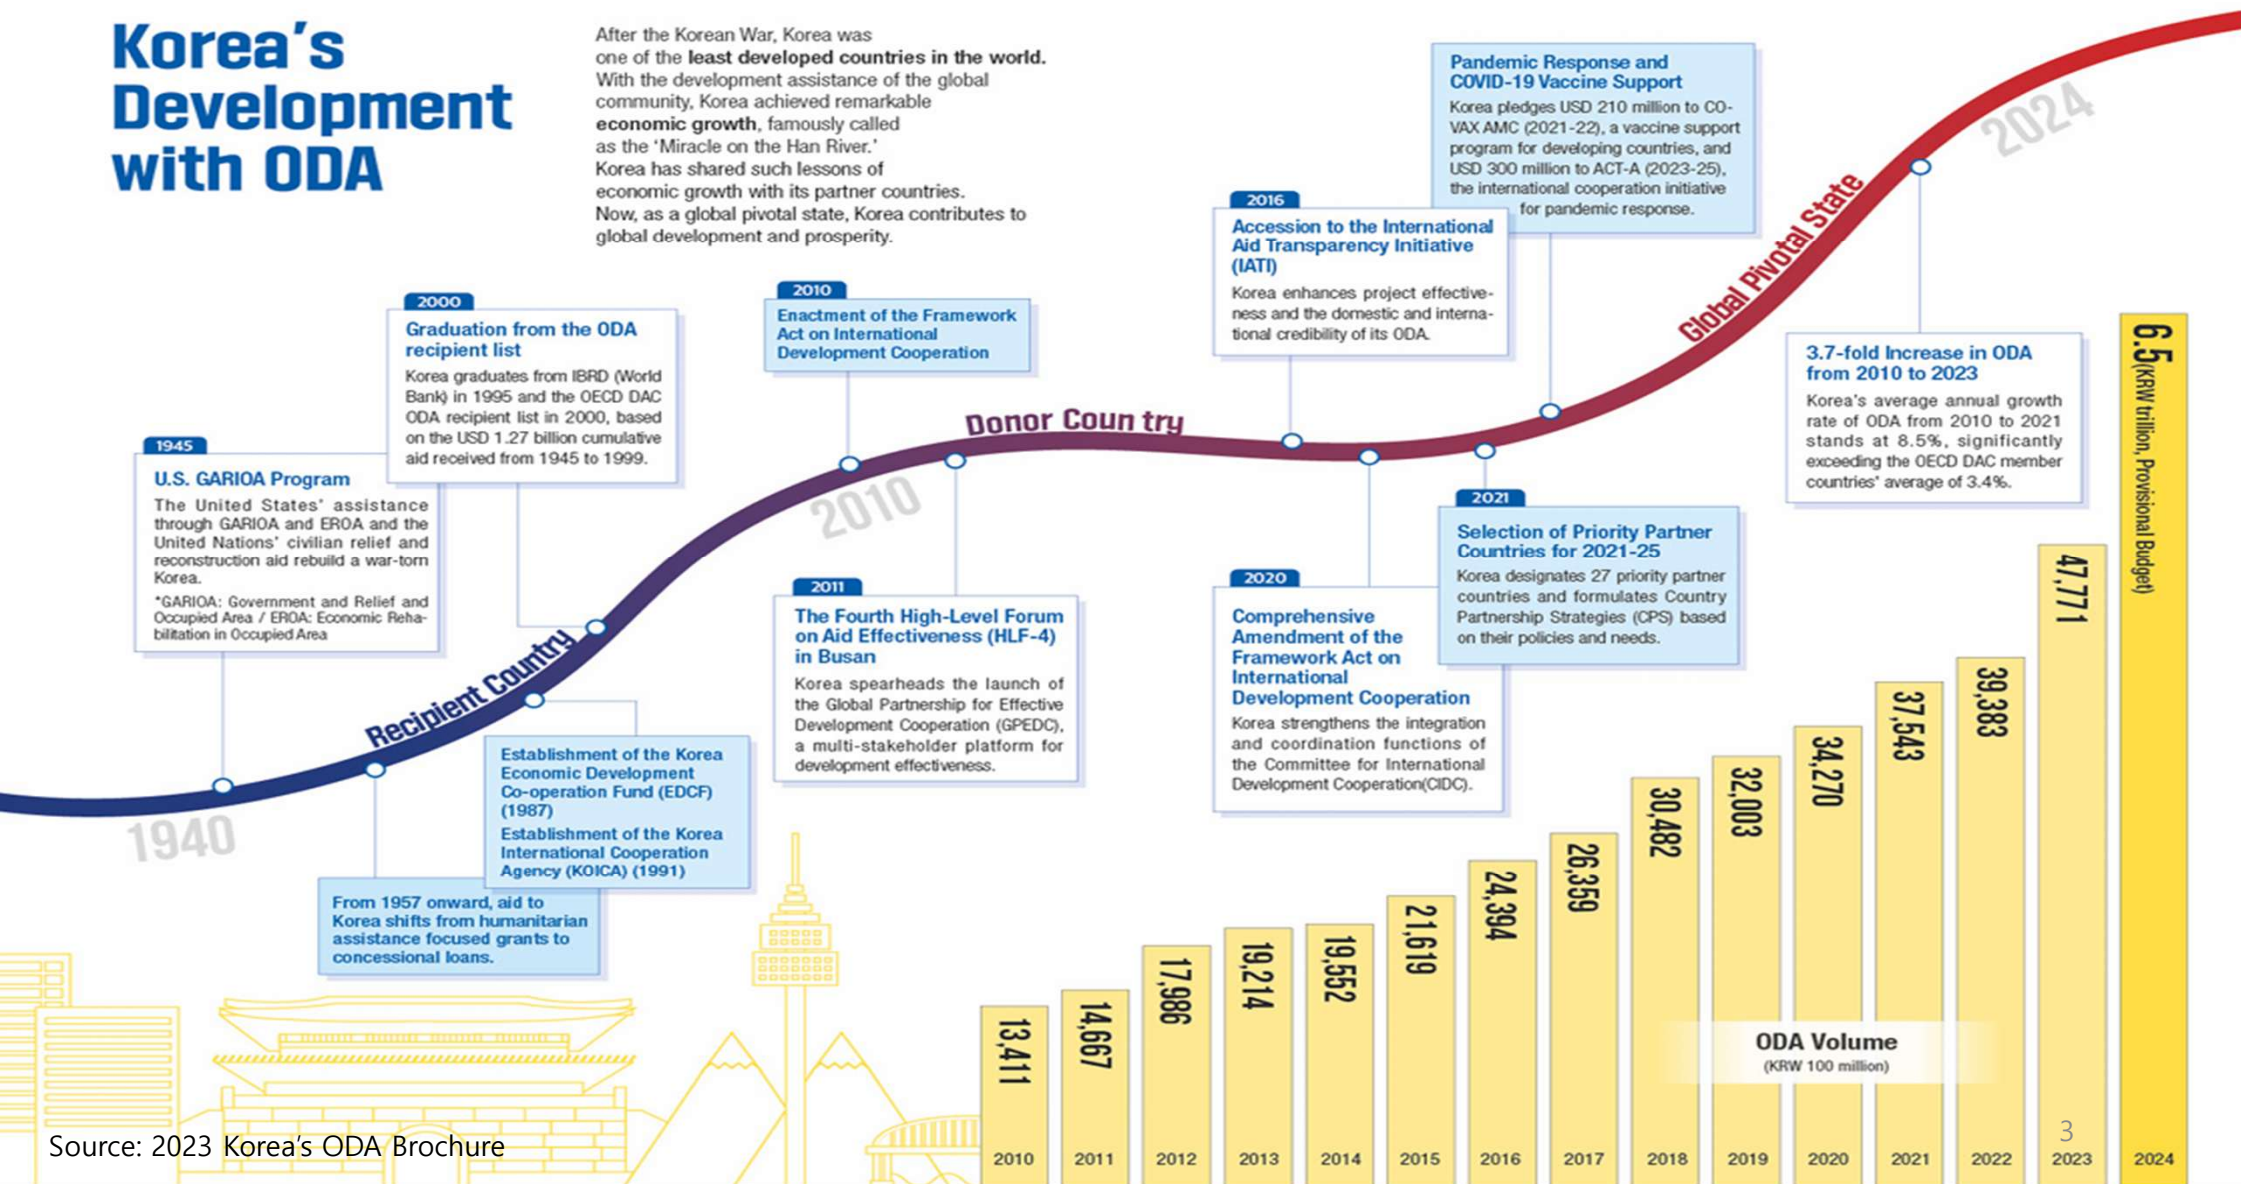 Korea's
Development
with ODA
After the Korean War, Korea was
one of the least developed countries in the world.
With the development assistance of the global
community, Korea achieved remarkable
economic growth, famously called
as the 'Miracle on the Han River.'
Korea has shared such lessons of
economic growth with its partner countries.
Now, as a global pivotal state, Korea contributes to
global development and prosperity.
1945
U.S. GARIOA Program
The United States' assistance
through GARIOA and EROA and the
United Nations' civilian relief and
reconstruction aid rebuild a war-torn
Korea.
*GARIOA: Government and Relief and
Occupied Area / EROA: Economic Reha-
bilitation in Occupied Area
2000
Graduation from the ODA
recipient list
Korea graduates from IBRD (World
Bank) in 1995 and the OECD DAC
ODA recipient list in 2000, based
on the USD 1.27 billion cumulative
aid received from 1945 to 1999.
2010
Enactment of the Framework
Act on International
Development Cooperation
2016
Accession to the International
Aid Transparency Initiative
(IATI)
Korea enhances project effective-
ness and the domestic and interna-
tional credibility of its ODA.
Pandemic Response and
COVID-19 Vaccine Support
Korea pledges USD 210 million to CO-
VAX AMC (2021-22), a vaccine support
program for developing countries, and
USD 300 million to ACT-A (2023-25),
the international cooperation initiative
for pandemic response.
3.7-fold Increase in ODA
from 2010 to 2023
Korea's average annual growth
rate of ODA from 2010 to 2021
stands at 8.5%, significantly
exceeding the OECD DAC member
countries' average of 3.4%.
Recipient Country
Donor Coun try
Global Pivotal State
1940
2010
2024
From 1957 onward, aid to
Korea shifts from humanitarian
assistance focused grants to
concessional loans.
Establishment of the Korea
Economic Development
Co-operation Fund (EDCF)
(1987)
Establishment of the Korea
International Cooperation
Agency (KOICA) (1991)
2011
The Fourth High-Level Forum
on Aid Effectiveness (HLF-4)
in Busan
Korea spearheads the launch of
the Global Partnership for Effective
Development Cooperation (GPEDC),
a multi-stakeholder platform for
development effectiveness.
2020
Comprehensive
Amendment of the
Framework Act on
International
Development Cooperation
Korea strengthens the integration
and coordination functions of
the Committee for International
Development Cooperation(CIDC).
2021
Selection of Priority Partner
Countries for 2021-25
Korea designates 27 priority partner
countries and formulates Country
Partnership Strategies (CPS) based
on their policies and needs.
13,411
14,667
17,986
19,214
19,552
21,619
24,394
26,359
30,482
32,003
34,270
37,543
39,383
47,771
6.5(KRW trillion, Provisional Budget)
ODA Volume
(KRW 100 million)
2010
2011
2012
2013
2014
2015
2016
2017
2018
2019
2020
2021
2022
2023
2024
Source: 2023 Korea's ODA Brochure
3